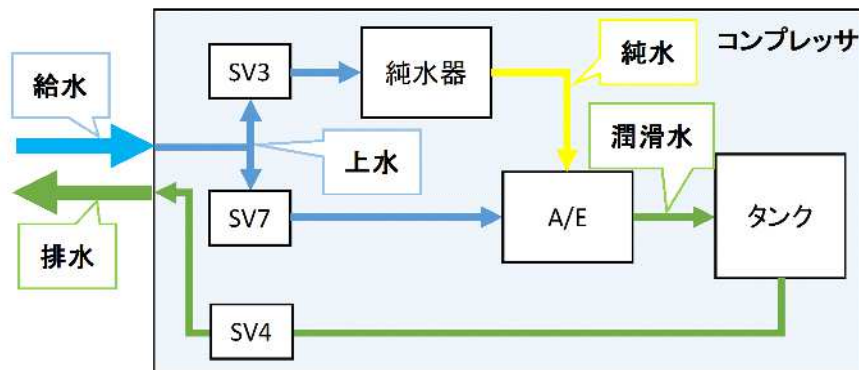 コンプレッサ
SV3
純水器
純水
給水
上水
潤滑水
SV7
A/E
タンク
排水
SV4